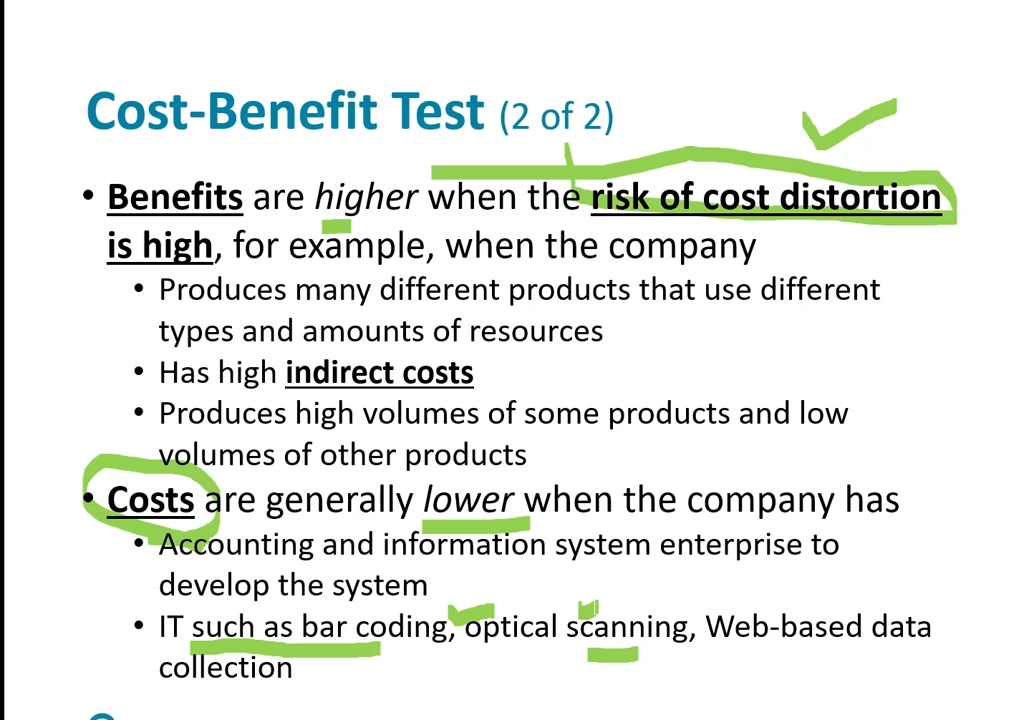 Cost-Benefit Test (2 of 2)
• Benefits are higher when the risk of cost distortion
is high, for example, when the company
• Produces many different products that use different
types and amounts of resources
• Has high indirect costs
• Produces high volumes of some products and low
volumes of other products
• Costs are generally lower when the company has
• Accounting and information system enterprise to
develop the system
• IT such as bar coding, optical scanning, Web-based data
collection